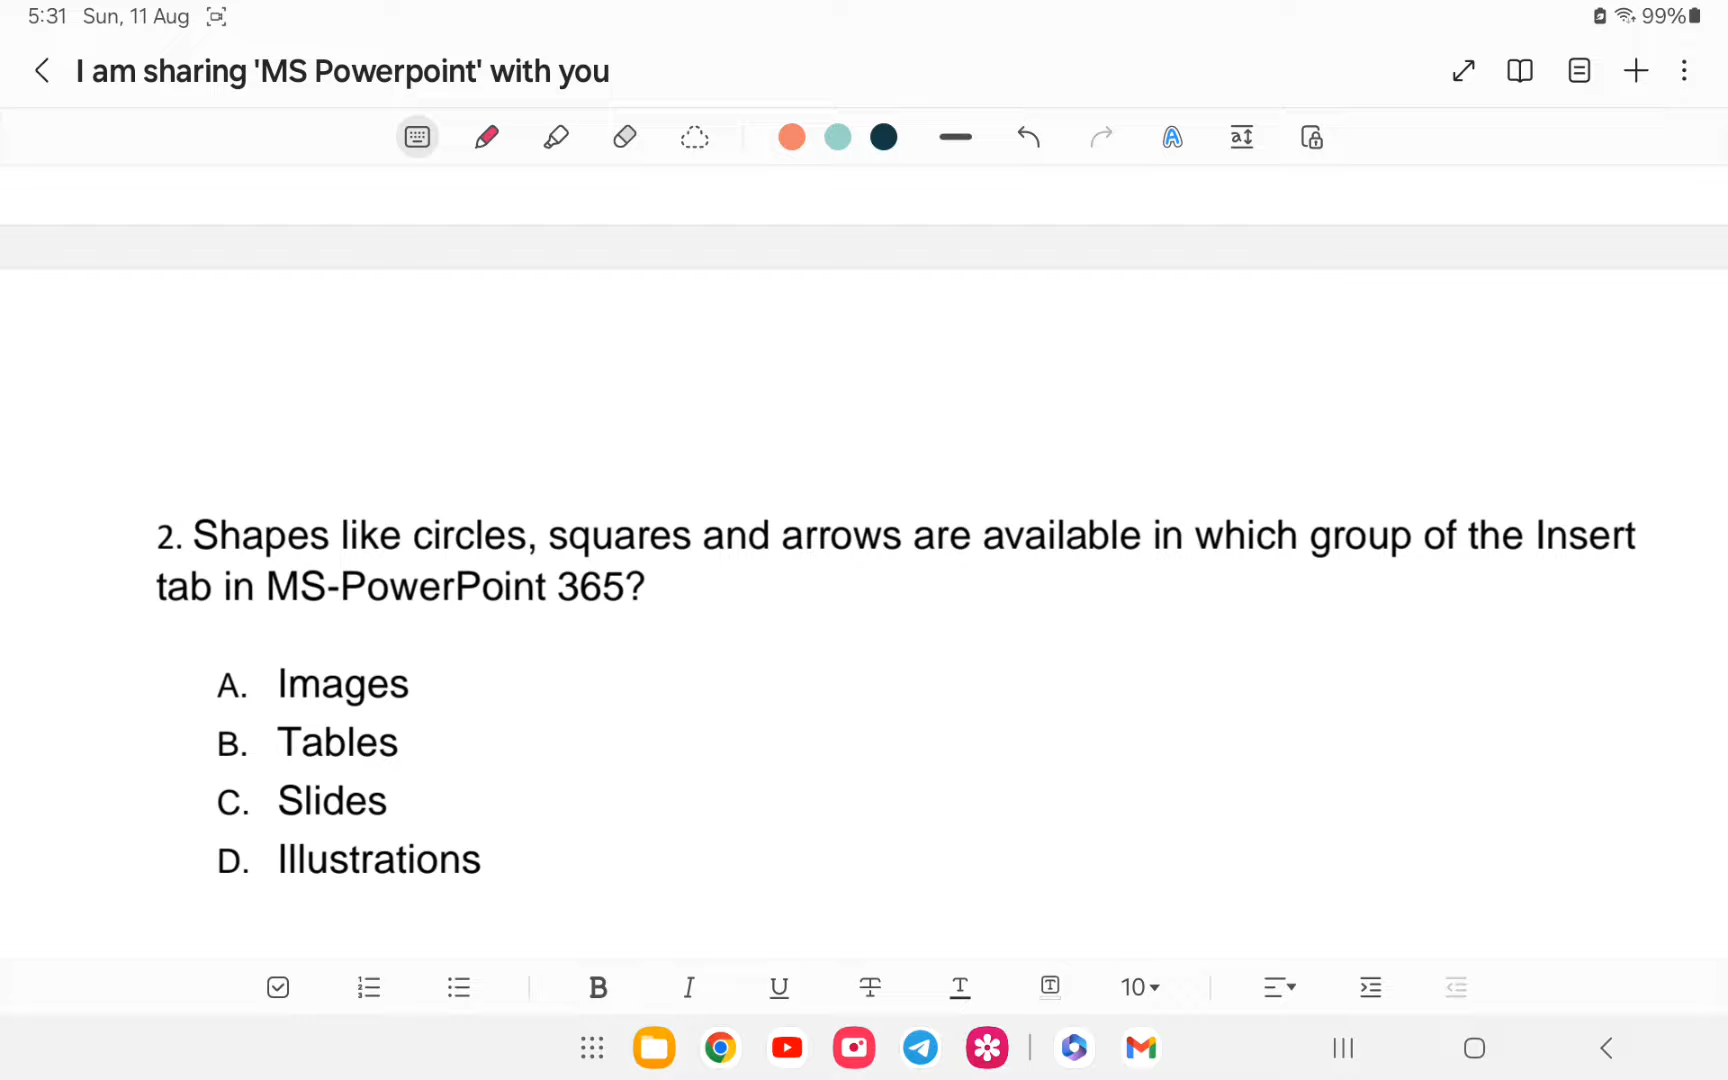 5:31 Sun, 11 Aug
99%
I am sharing 'MS Powerpoint' with you
2. Shapes like circles, squares and arrows are available in which group of the Insert
tab in MS-PowerPoint 365?
A. Images
B. Tables
C. Slides
D. Illustrations
B I U T T T 10